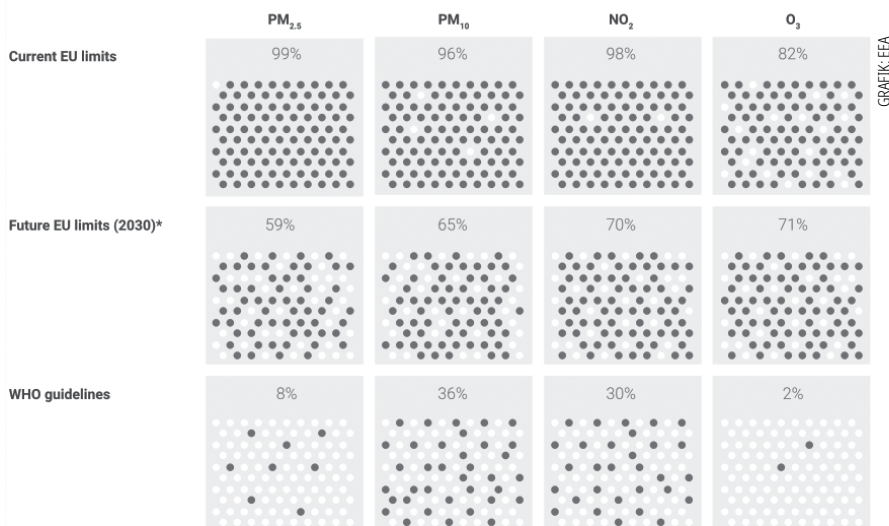 PM2.5 PM10 NO2 O3
Current EU limits 99% 96% 98% 82%
GRAFIK: EEA
Future EU limits (2030)* 59% 65% 70% 71%
WHO guidelines 8% 36% 30% 2%